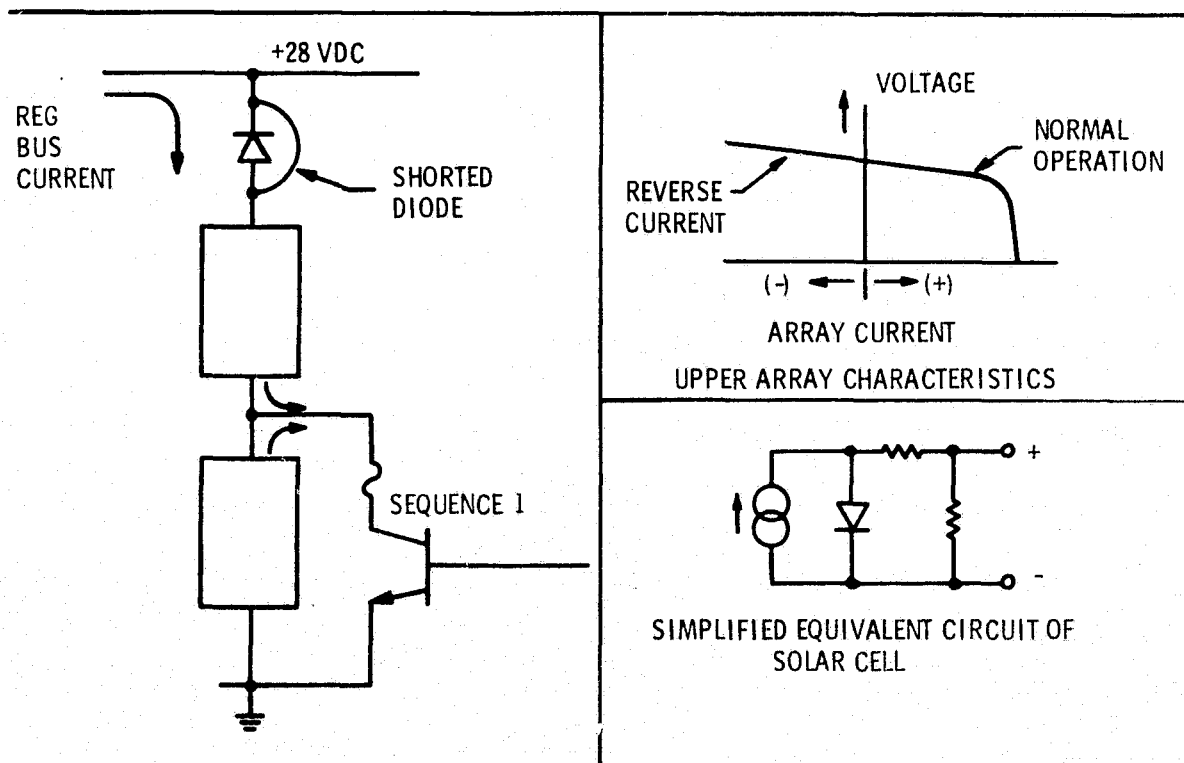 +28 VDC
REG
BUS
CURRENT
SHORTED
DIODE
SEQUENCE 1
VOLTAGE
NORMAL
OPERATION
REVERSE
CURRENT
(-) (+)
ARRAY CURRENT
UPPER ARRAY CHARACTERISTICS
+
-
SIMPLIFIED EQUIVALENT CIRCUIT OF
SOLAR CELL